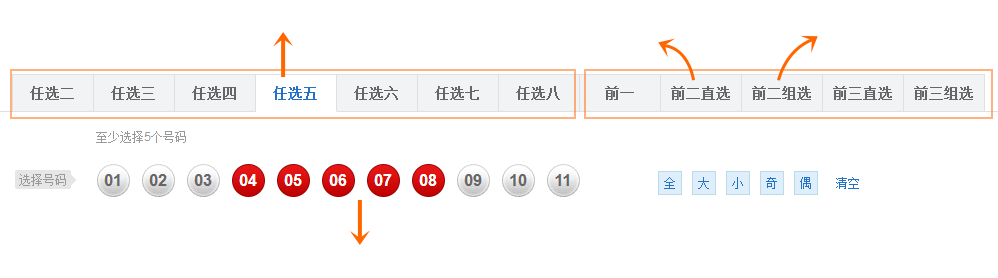 任选二 任选三 任选四 任选五 任选六 任选七 任选八 前一 前二直选 前二组选 前三直选 前三组选
至少选择5个号码
选择号码 01 02 03 04 05 06 07 08 09 10 11 全 大 小 奇 偶 清空